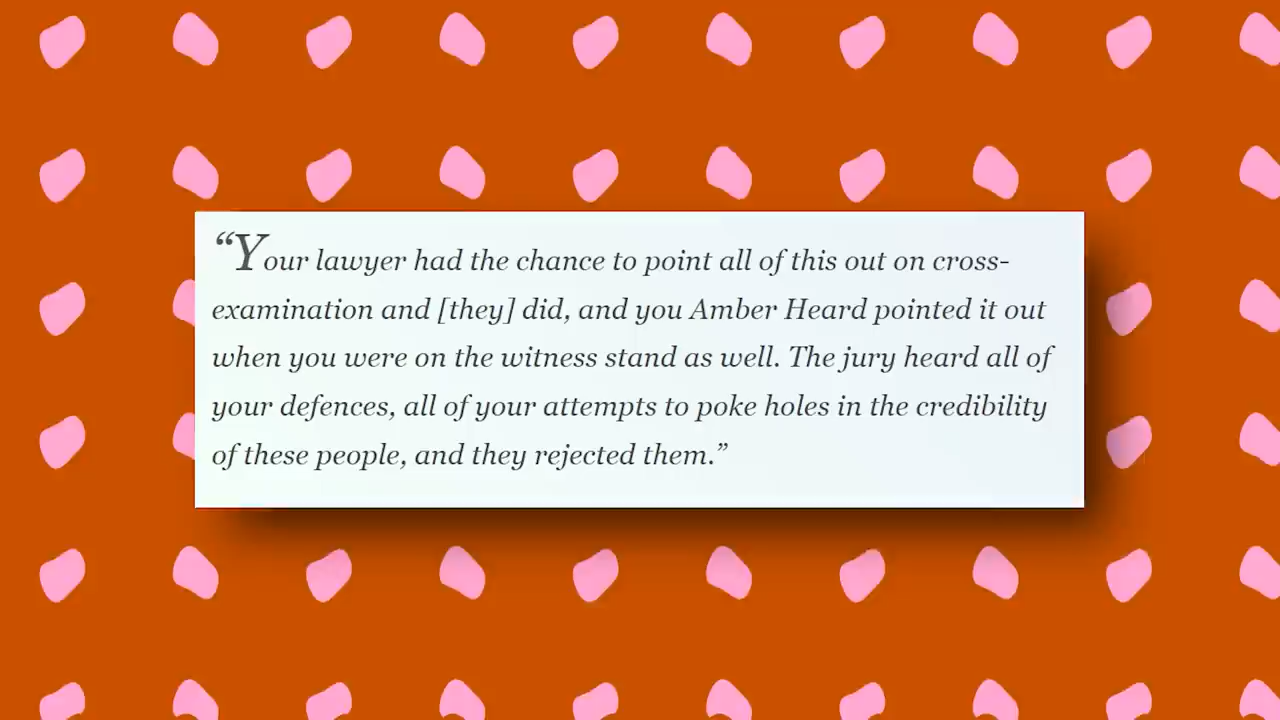 “Your lawyer had the chance to point all of this out on cross-
examination and [they] did, and you Amber Heard pointed it out
when you were on the witness stand as well. The jury heard all of
your defences, all of your attempts to poke holes in the credibility
of these people, and they rejected them.”